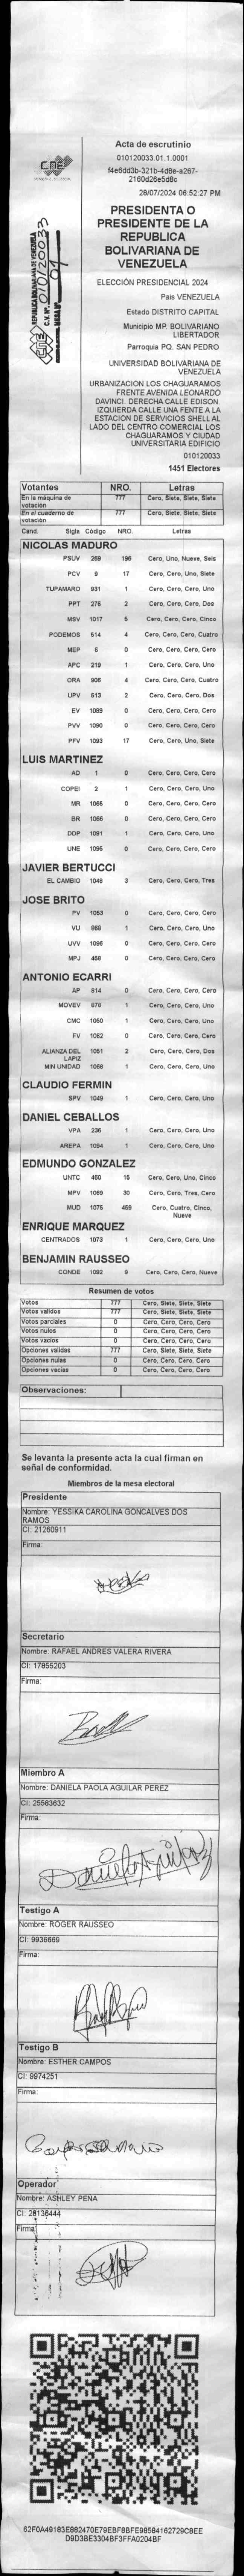 Acta de escrutinio
010120033.01.1.0001
f4e6dd3b-321b-4d8e-a267-
2160d26e5d8c
28/07/2024 06:52:27 PM
CNE
REPÚBLICA BOLIVARIANA DE VENEZUELA
C.V. Nº. 010120033
MESA Nº 01
CNE
PRESIDENTA O
PRESIDENTE DE LA
REPUBLICA
BOLIVARIANA DE
VENEZUELA
ELECCIÓN PRESIDENCIAL 2024
Pais VENEZUELA
Estado DISTRITO CAPITAL
Municipio MP. BOLIVARIANO
LIBERTADOR
Parroquia PQ. SAN PEDRO
UNIVERSIDAD BOLIVARIANA DE
VENEZUELA
URBANIZACION LOS CHAGUARAMOS
FRENTE AVENIDA LEONARDO
DAVINCI. DERECHA CALLE EDISON.
IZQUIERDA CALLE UNA FENTE A LA
ESTACION DE SERVICIOS SHELL AL
LADO DEL CENTRO COMERCIAL LOS
CHAGUARAMOS Y CIUDAD
UNIVERSITARIA EDIFICIO
010120033
1451 Electores
Votantes NRO. Letras
En la máquina de votación 777 Cero, Siete, Siete, Siete
En el cuaderno de votación 777 Cero, Siete, Siete, Siete
Cand. Sigla Código NRO. Letras
NICOLAS MADURO
PSUV 269 196 Cero, Uno, Nueve, Seis
PCV 9 17 Cero, Cero, Uno, Siete
TUPAMARO 931 1 Cero, Cero, Cero, Uno
PPT 276 2 Cero, Cero, Cero, Dos
MSV 1017 5 Cero, Cero, Cero, Cinco
PODEMOS 514 4 Cero, Cero, Cero, Cuatro
MEP 6 0 Cero, Cero, Cero, Cero
APC 219 1 Cero, Cero, Cero, Uno
ORA 906 4 Cero, Cero, Cero, Cuatro
UPV 513 2 Cero, Cero, Cero, Dos
EV 1089 0 Cero, Cero, Cero, Cero
PVV 1090 0 Cero, Cero, Cero, Cero
PFV 1093 17 Cero, Cero, Uno, Siete
LUIS MARTINEZ
AD 1 0 Cero, Cero, Cero, Cero
COPEI 2 1 Cero, Cero, Cero, Uno
MR 1065 0 Cero, Cero, Cero, Cero
BR 1066 0 Cero, Cero, Cero, Cero
DDP 1091 1 Cero, Cero, Cero, Uno
UNE 1095 0 Cero, Cero, Cero, Cero
JAVIER BERTUCCI
EL CAMBIO 1048 3 Cero, Cero, Cero, Tres
JOSE BRITO
PV 1053 0 Cero, Cero, Cero, Cero
VU 868 1 Cero, Cero, Cero, Uno
UVV 1096 0 Cero, Cero, Cero, Cero
MPJ 458 0 Cero, Cero, Cero, Cero
ANTONIO ECARRI
AP 814 0 Cero, Cero, Cero, Cero
MOVEV 878 1 Cero, Cero, Cero, Uno
CMC 1050 1 Cero, Cero, Cero, Uno
FV 1062 0 Cero, Cero, Cero, Cero
ALIANZA DEL LAPIZ 1051 2 Cero, Cero, Cero, Dos
MIN UNIDAD 1068 1 Cero, Cero, Cero, Uno
CLAUDIO FERMIN
SPV 1049 1 Cero, Cero, Cero, Uno
DANIEL CEBALLOS
VPA 236 1 Cero, Cero, Cero, Uno
AREPA 1094 1 Cero, Cero, Cero, Uno
EDMUNDO GONZALEZ
UNTC 460 15 Cero, Cero, Uno, Cinco
MPV 1069 30 Cero, Cero, Tres, Cero
MUD 1075 459 Cero, Cuatro, Cinco, Nueve
ENRIQUE MARQUEZ
CENTRADOS 1073 1 Cero, Cero, Cero, Uno
BENJAMIN RAUSSEO
CONDE 1092 9 Cero, Cero, Cero, Nueve
Resumen de votos
Votos 777 Cero, Siete, Siete, Siete
Votos validos 777 Cero, Siete, Siete, Siete
Votos parciales 0 Cero, Cero, Cero, Cero
Votos nulos 0 Cero, Cero, Cero, Cero
Votos vacios 0 Cero, Cero, Cero, Cero
Opciones validas 777 Cero, Siete, Siete, Siete
Opciones nulas 0 Cero, Cero, Cero, Cero
Opciones vacias 0 Cero, Cero, Cero, Cero
Observaciones:
Se levanta la presente acta la cual firman en
señal de conformidad.
Miembros de la mesa electoral
Presidente
Nombre: YESSIKA CAROLINA GONCALVES DOS
RAMOS
CI: 21260911
Firma:
Secretario
Nombre: RAFAEL ANDRES VALERA RIVERA
CI: 17855203
Firma:
Miembro A
Nombre: DANIELA PAOLA AGUILAR PEREZ
CI: 25583632
Firma:
Testigo A
Nombre: ROGER RAUSSEO
CI: 9936669
Firma:
Testigo B
Nombre: ESTHER CAMPOS
CI: 9974251
Firma:
Operador
Nombre: ASHLEY PEÑA
CI: 28136444
Firma:
62F0A49183E882470E79EBF8BFE98584162729C8EE
D9D3BE3304BF3FFA0204BF